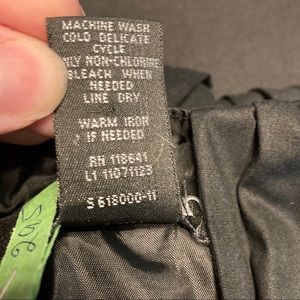 MACHINE WASH
COLD DELICATE
CYCLE
ONLY NON-CHLORINE
BLEACH WHEN
NEEDED
LINE DRY
WARM IRON
IF NEEDED
RN 118641
L1 11071123
S 618000-11